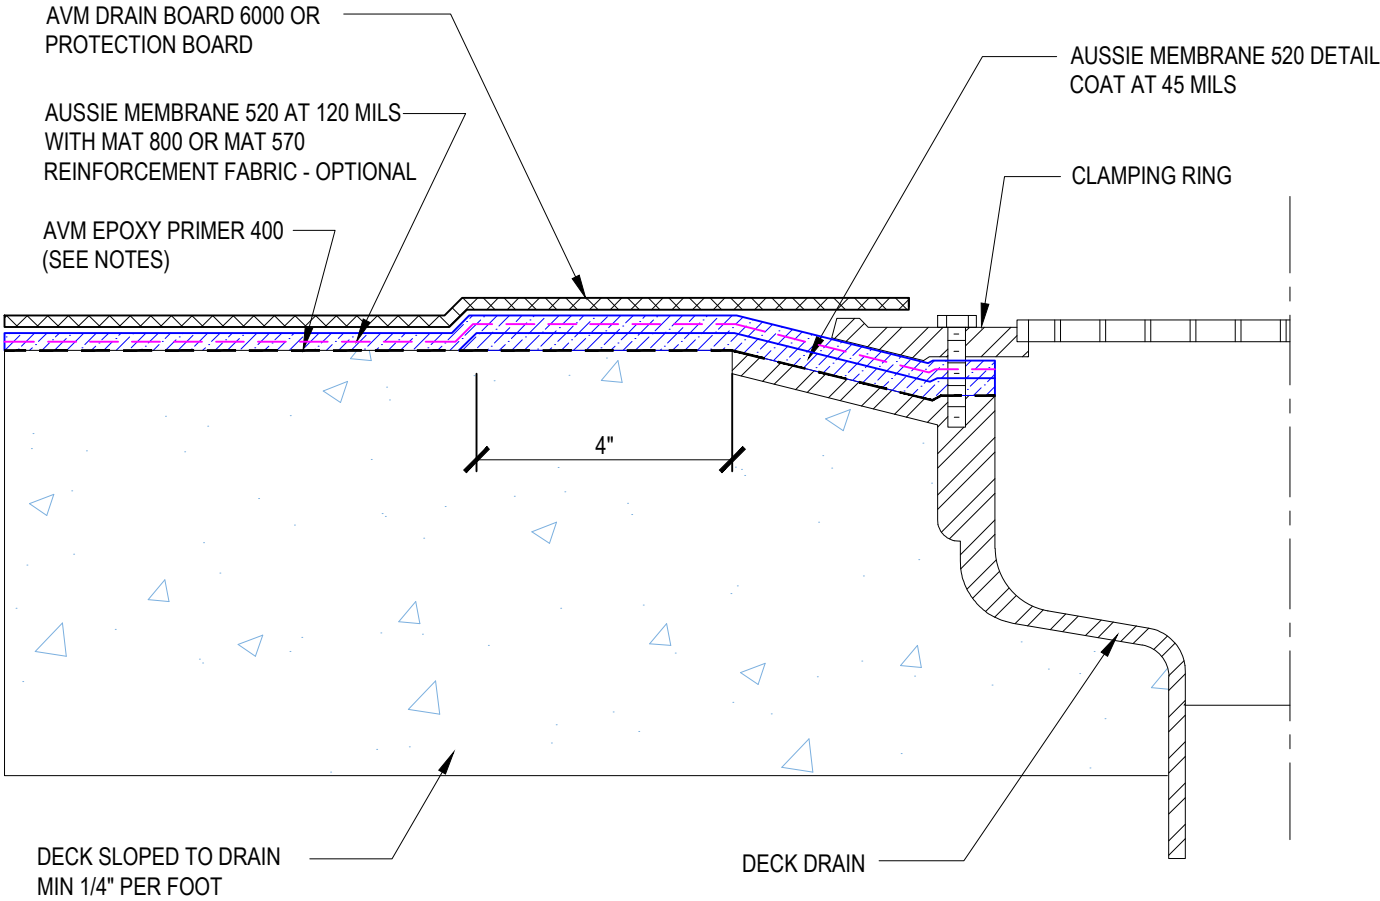 AVM DRAIN BOARD 6000 OR
PROTECTION BOARD
AUSSIE MEMBRANE 520 DETAIL
COAT AT 45 MILS
AUSSIE MEMBRANE 520 AT 120 MILS
WITH MAT 800 OR MAT 570
REINFORCEMENT FABRIC - OPTIONAL
CLAMPING RING
AVM EPOXY PRIMER 400
(SEE NOTES)
4"
DECK SLOPED TO DRAIN
MIN 1/4" PER FOOT
DECK DRAIN